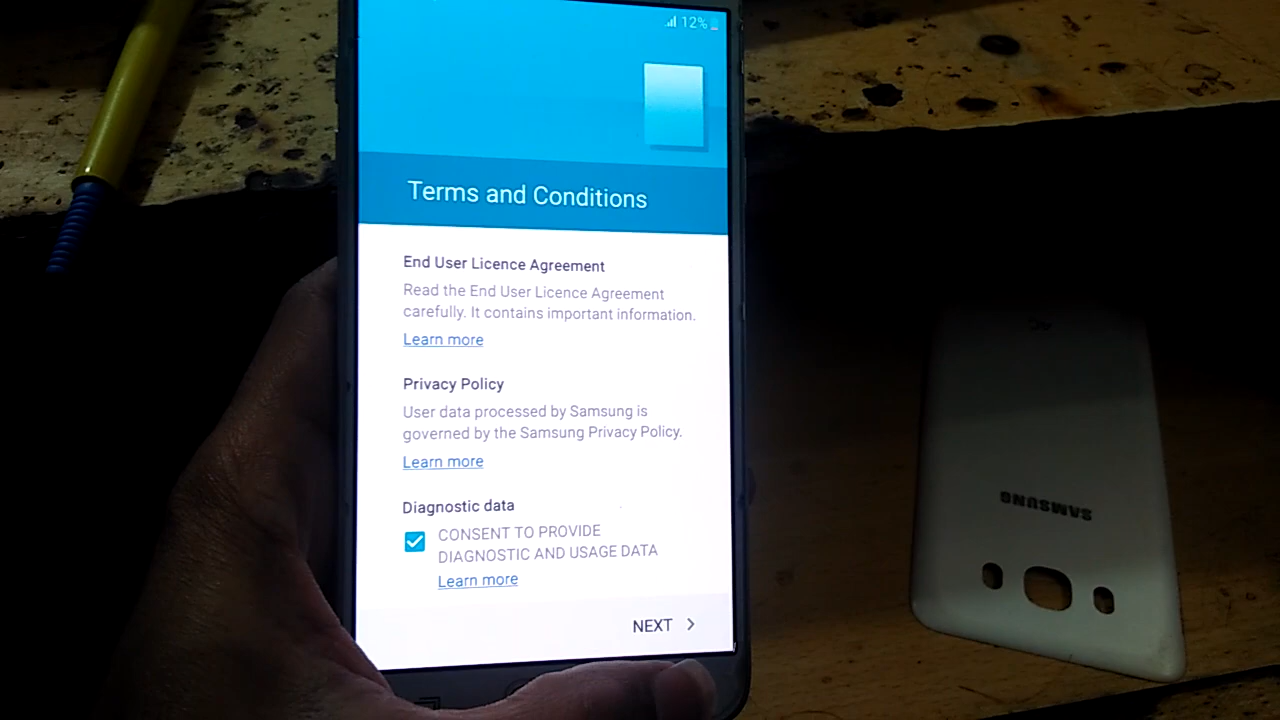 12%
Terms and Conditions
End User Licence Agreement
Read the End User Licence Agreement
carefully. It contains important information.
Learn more
Privacy Policy
User data processed by Samsung is
governed by the Samsung Privacy Policy.
Learn more
Diagnostic data
CONSENT TO PROVIDE
DIAGNOSTIC AND USAGE DATA
Learn more
NEXT
SAMSUNG